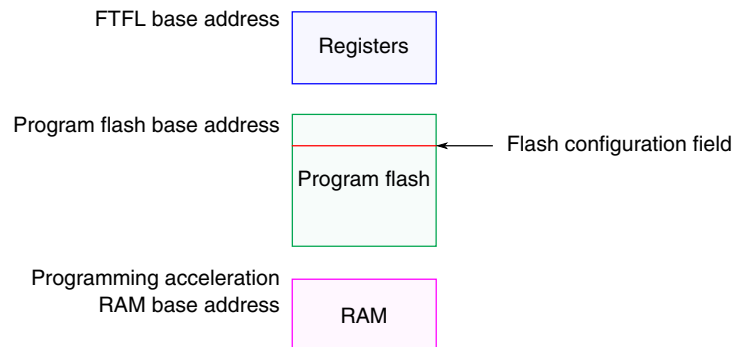 FTFL base address
Registers
Program flash base address
Flash configuration field
Program flash
Programming acceleration
RAM base address
RAM